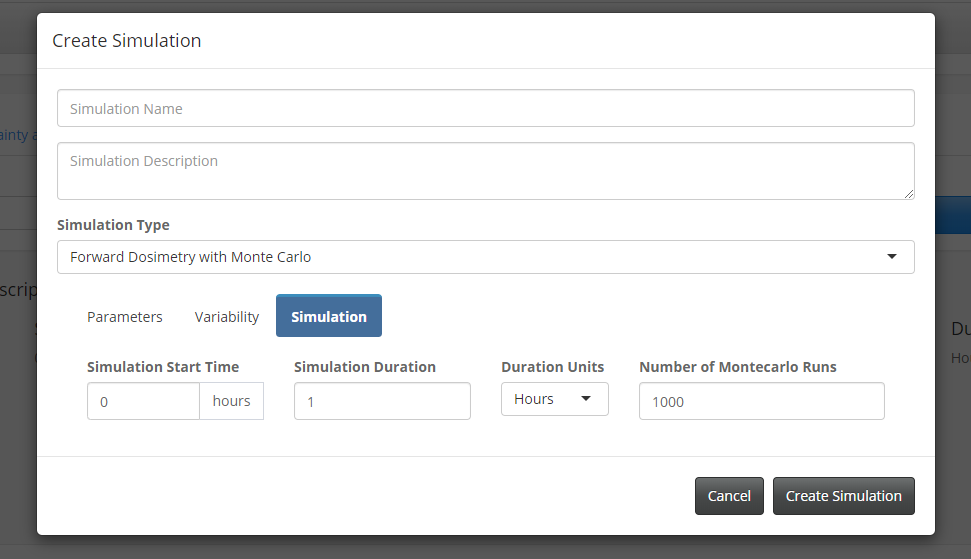 Create Simulation
Simulation Name
Simulation Description
Simulation Type
Forward Dosimetry with Monte Carlo
Parameters Variability Simulation
Simulation Start Time Simulation Duration Duration Units Number of Montecarlo Runs
0 hours 1 Hours 1000
Cancel Create Simulation